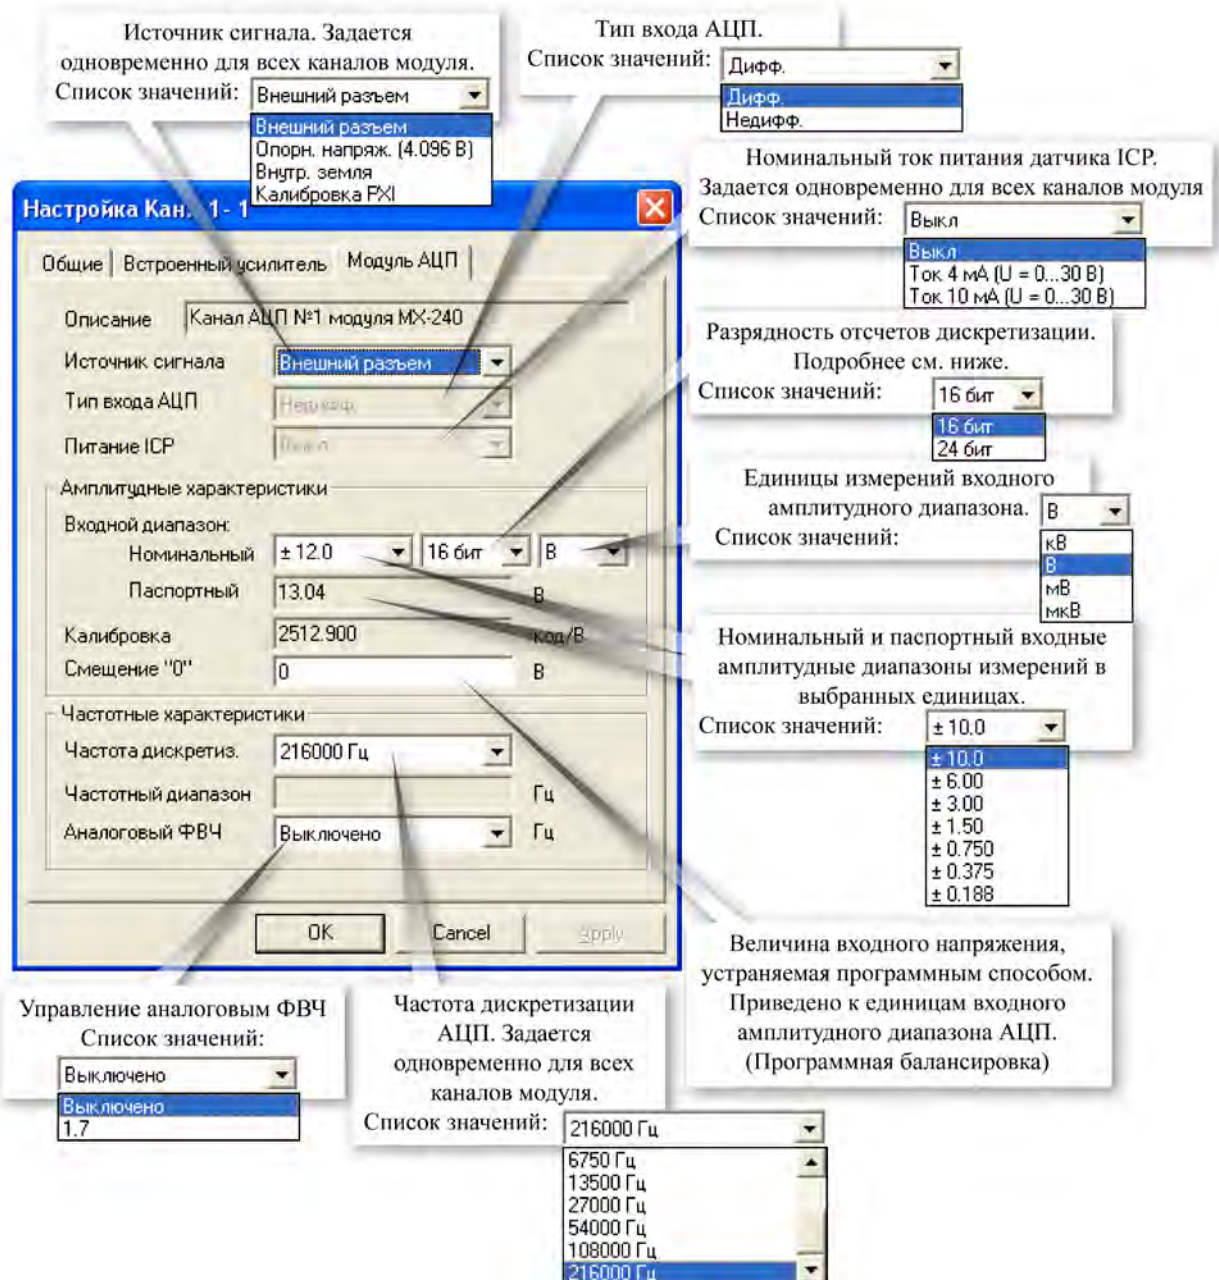 Источник сигнала. Задается
одновременно для всех каналов модуля.
Список значений: Внешний разъем
Внешний разъем
Опорн. напряж. (4.096 В)
Внутр. земля
Калибровка PXI
Тип входа АЦП.
Список значений: Дифф.
Дифф.
Недифф.
Номинальный ток питания датчика ICP.
Задается одновременно для всех каналов модуля
Список значений: Выкл
Выкл
Ток 4 мА (U = 0...30 В)
Ток 10 мА (U = 0...30 В)
Разрядность отсчетов дискретизации.
Подробнее см. ниже.
Список значений: 16 бит
16 бит
24 бит
Единицы измерений входного
амплитудного диапазона. В
Список значений:
кВ
В
мВ
мкВ
Номинальный и паспортный входные
амплитудные диапазоны измерений в
выбранных единицах.
Список значений: ± 10.0
± 10.0
± 6.00
± 3.00
± 1.50
± 0.750
± 0.375
± 0.188
Величина входного напряжения,
устраняемая программным способом.
Приведено к единицам входного
амплитудного диапазона АЦП.
(Программная балансировка)
Настройка Кан. 1- 1
Общие Встроенный усилитель Модуль АЦП
Описание Канал АЦП №1 модуля MX-240
Источник сигнала Внешний разъем
Тип входа АЦП Недифф.
Питание ICP Выкл
Амплитудные характеристики
Входной диапазон:
Номинальный ± 12.0 16 бит В
Паспортный 13.04 В
Калибровка 2512.900 код/В
Смещение "0" 0 В
Частотные характеристики
Частота дискретиз. 216000 Гц
Частотный диапазон Гц
Аналоговый ФВЧ Выключено Гц
OK Cancel Apply
Управление аналоговым ФВЧ
Список значений:
Выключено
Выключено
1.7
Частота дискретизации
АЦП. Задается
одновременно для всех
каналов модуля.
Список значений: 216000 Гц
6750 Гц
13500 Гц
27000 Гц
54000 Гц
108000 Гц
216000 Гц